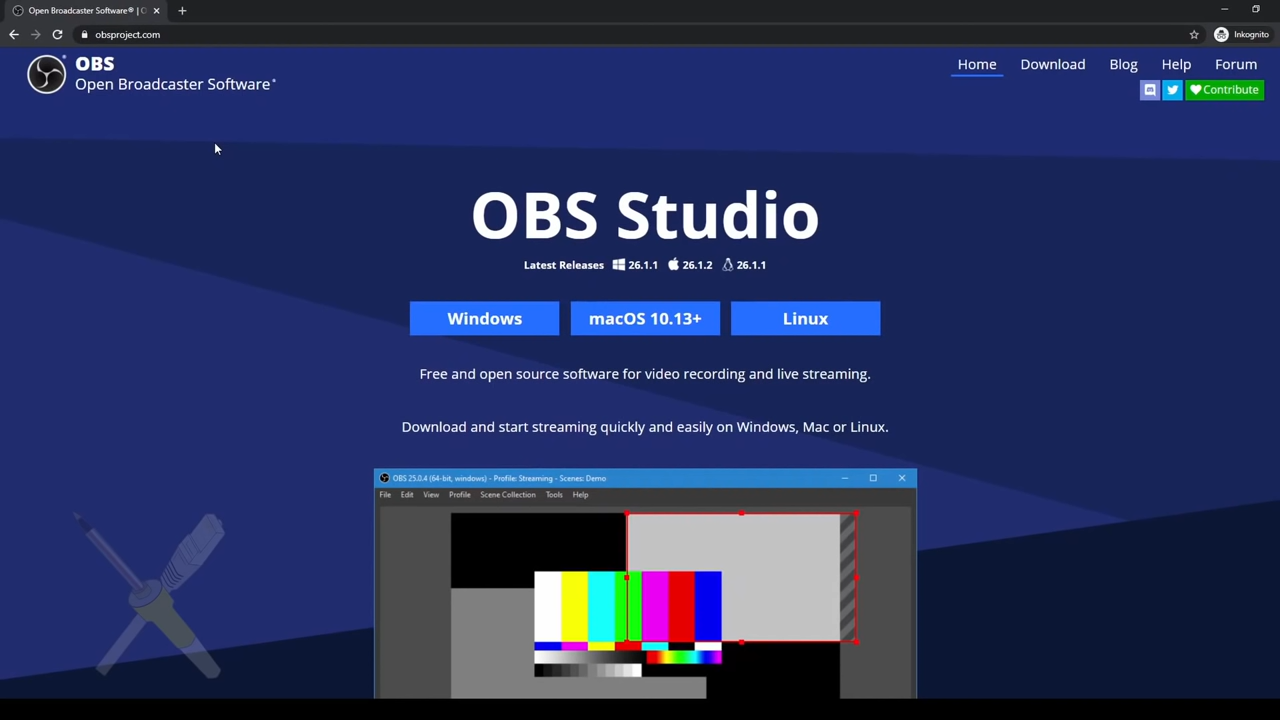 Open Broadcaster Software® | O
obsproject.com
Inkognito
OBS
Open Broadcaster Software®
Home
Download
Blog
Help
Forum
Contribute
OBS Studio
Latest Releases 26.1.1 26.1.2 26.1.1
Windows
macOS 10.13+
Linux
Free and open source software for video recording and live streaming.
Download and start streaming quickly and easily on Windows, Mac or Linux.
OBS 25.0.4 (64-bit, windows) - Profile: Streaming - Scenes: Demo
File Edit View Profile Scene Collection Tools Help